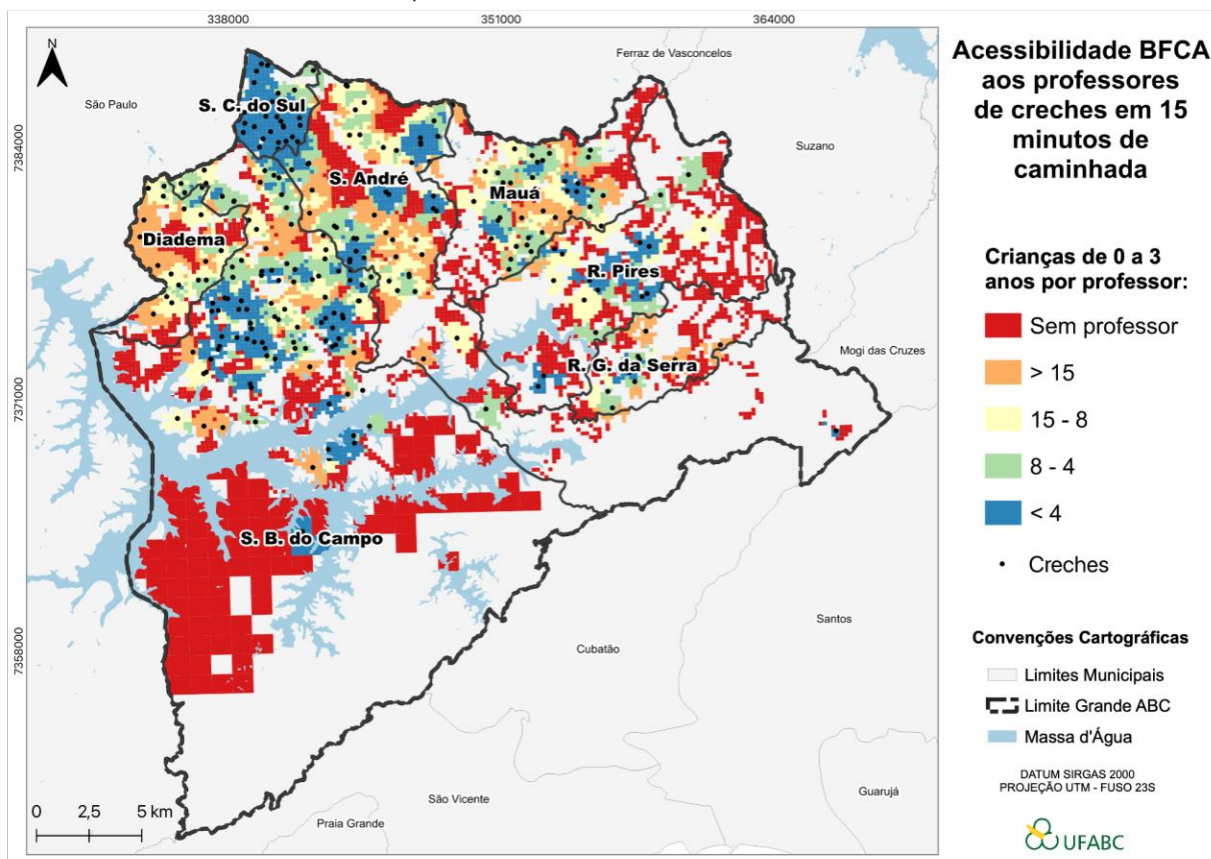 338000
351000
364000
N
Ferraz de Vasconcelos
São Paulo
S. C. do Sul
7384000
Suzano
S. André
Mauá
Diadema
R. Pires
Mogi das Cruzes
R. G. da Serra
7371000
S. B. do Campo
7358000
Santos
Cubatão
Guarujá
São Vicente
Praia Grande
0 2,5 5 km
Acessibilidade BFCA
aos professores
de creches em 15
minutos de
caminhada
Crianças de 0 a 3
anos por professor:
Sem professor
> 15
15 - 8
8 - 4
< 4
Creches
Convenções Cartográficas
Limites Municipais
Limite Grande ABC
Massa d'Água
DATUM SIRGAS 2000
PROJEÇÃO UTM - FUSO 23S
UFABC